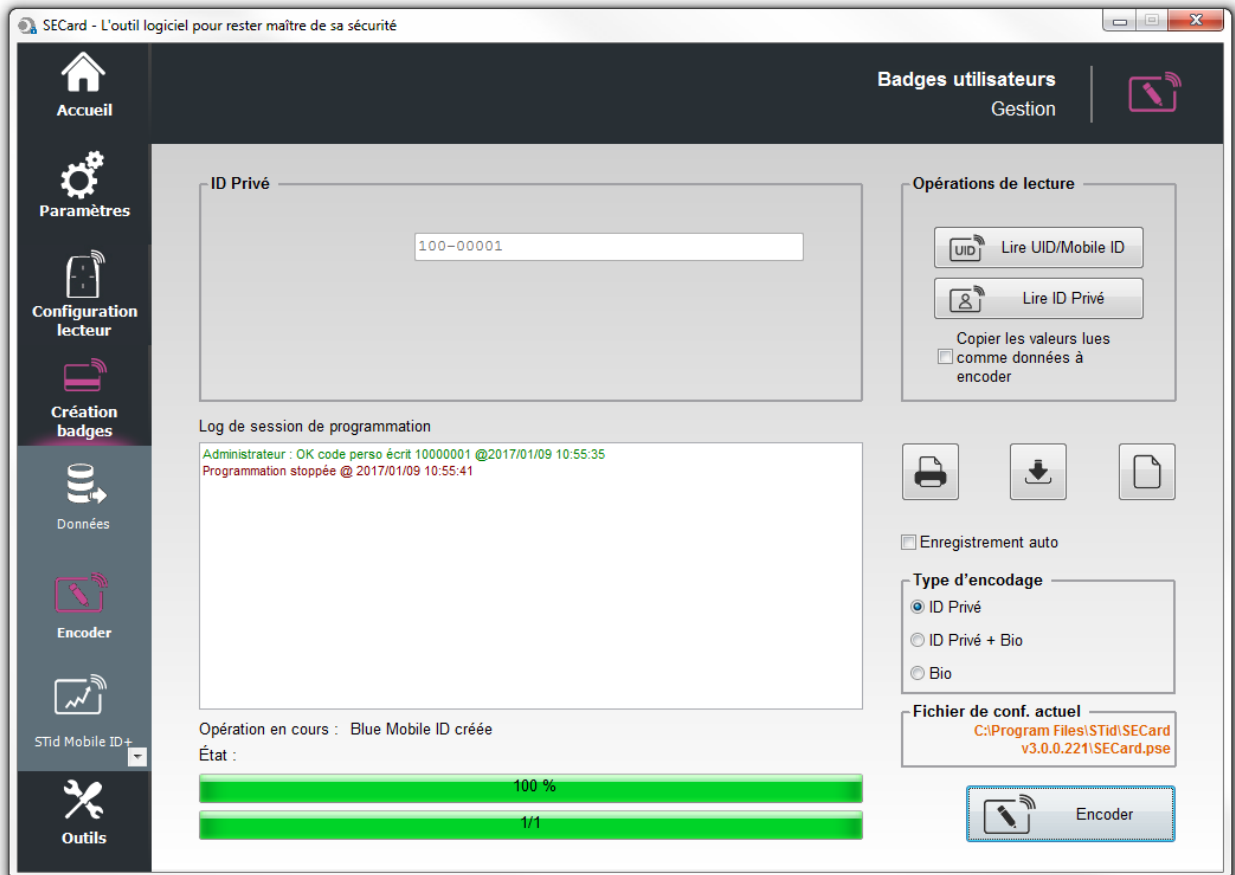 SECard - L'outil logiciel pour rester maître de sa sécurité
Accueil
Badges utilisateurs
Gestion
Paramètres
Configuration
lecteur
Création
badges
Données
Encoder
STid Mobile ID+
Outils
ID Privé
100-00001
Opérations de lecture
UID
Lire UID/Mobile ID
Lire ID Privé
Copier les valeurs lues
comme données à
encoder
Log de session de programmation
Administrateur : OK code perso écrit 10000001 @2017/01/09 10:55:35
Programmation stoppée @ 2017/01/09 10:55:41
Enregistrement auto
Type d'encodage
ID Privé
ID Privé + Bio
Bio
Fichier de conf. actuel
C:\Program Files\STid\SECard
v3.0.0.221\SECard.pse
Opération en cours : Blue Mobile ID créée
État :
100 %
1/1
Encoder